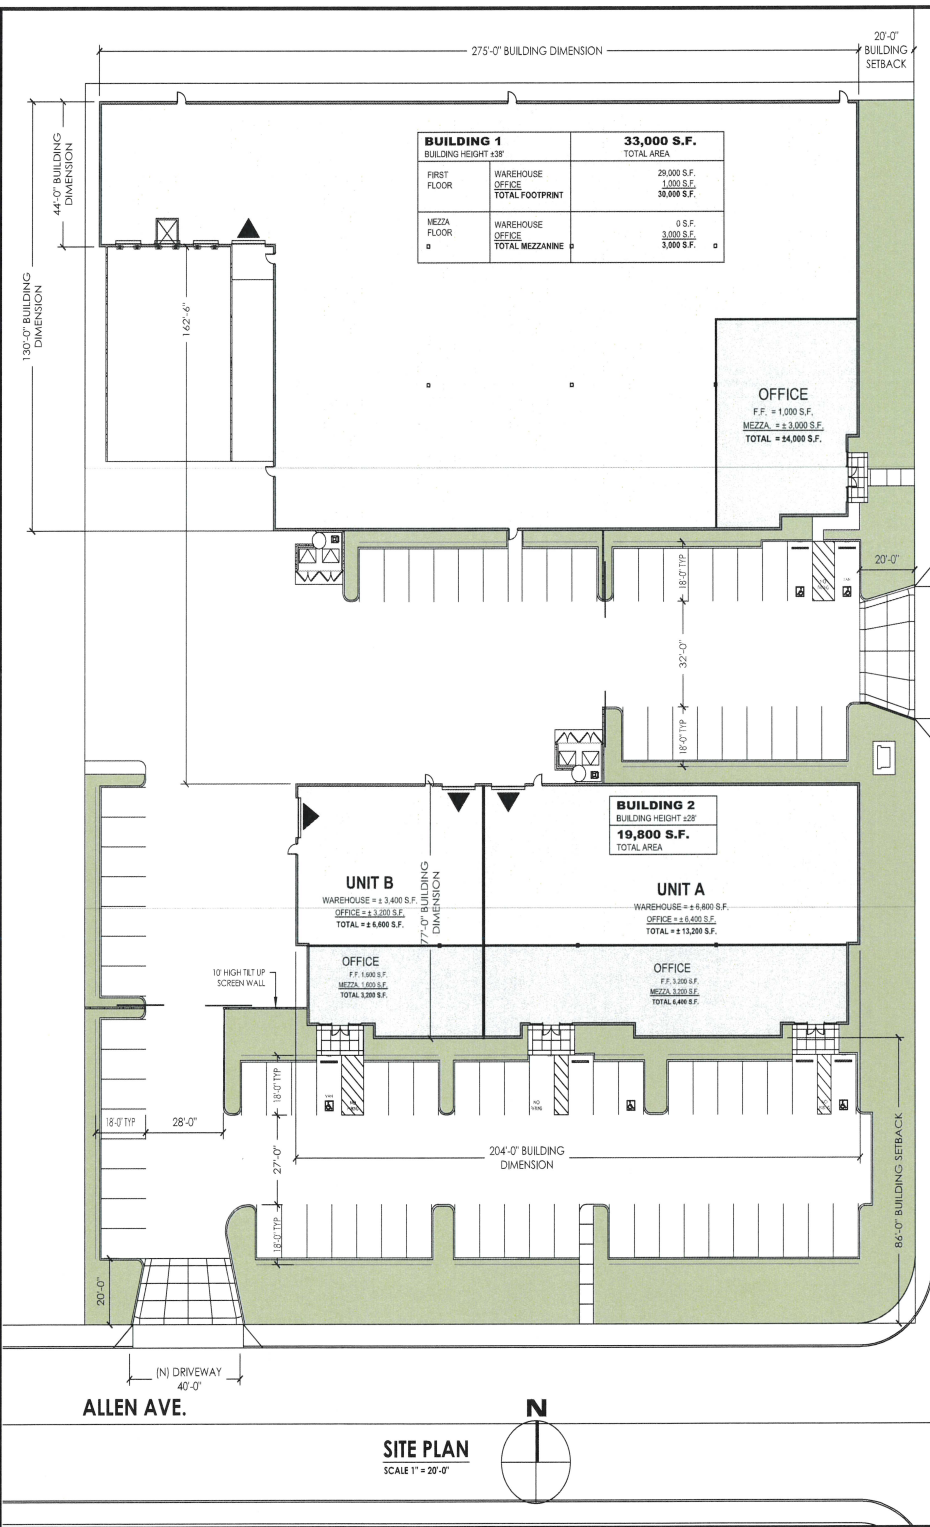 275'-0" BUILDING DIMENSION
20'-0"
BUILDING
SETBACK
44'-0" BUILDING
DIMENSION
130'-0" BUILDING
DIMENSION
BUILDING 1
BUILDING HEIGHT ±38'
33,000 S.F.
TOTAL AREA
FIRST
FLOOR
WAREHOUSE
OFFICE
TOTAL FOOTPRINT
29,000 S.F.
1,000 S.F.
30,000 S.F.
MEZZA
FLOOR
WAREHOUSE
OFFICE
TOTAL MEZZANINE
0 S.F.
3,000 S.F.
3,000 S.F.
162'-6"
OFFICE
F.F. = 1,000 S.F.
MEZZA. = ± 3,000 S.F.
TOTAL = ±4,000 S.F.
18'-0" TYP
20'-0"
32'-0"
18'-0" TYP
BUILDING 2
BUILDING HEIGHT ±28'
19,800 S.F.
TOTAL AREA
UNIT B
WAREHOUSE = ± 3,400 S.F.
OFFICE = ± 3,200 S.F.
TOTAL = ± 6,600 S.F.
77'-0" BUILDING
DIMENSION
UNIT A
WAREHOUSE = ± 6,800 S.F.
OFFICE = ± 6,400 S.F.
TOTAL = ± 13,200 S.F.
OFFICE
F.F. 1,600 S.F.
MEZZA. 1,600 S.F.
TOTAL 3,200 S.F.
OFFICE
F.F. 3,200 S.F.
MEZZA. 3,200 S.F.
TOTAL 6,400 S.F.
10' HIGH TILT UP
SCREEN WALL
18'-0" TYP
NO
18'-0" TYP
28'-0"
27'-0"
204'-0" BUILDING
DIMENSION
86'-0" BUILDING SETBACK
18'-0" TYP
20'-0"
(N) DRIVEWAY
40'-0"
ALLEN AVE.
N
SITE PLAN
SCALE 1" = 20'-0"